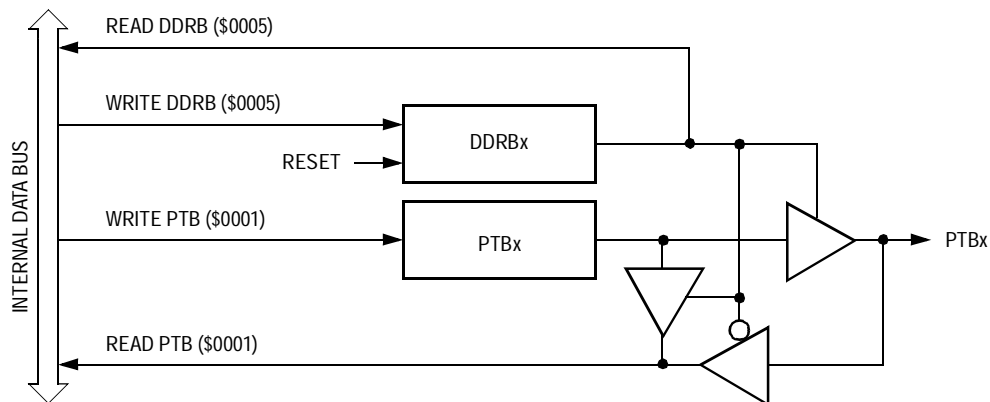 READ DDRB ($0005)
WRITE DDRB ($0005)
DDRBx
RESET
INTERNAL DATA BUS
WRITE PTB ($0001)
PTBx
PTBx
READ PTB ($0001)